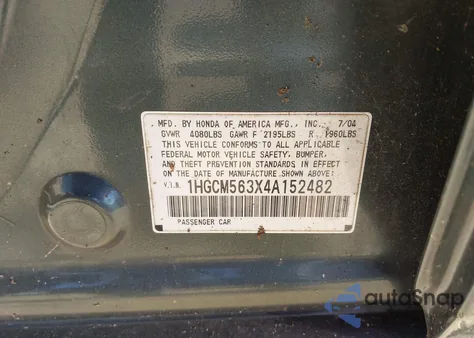 MFD. BY HONDA OF AMERICA MFG., INC. 7/04
GVWR 4080LBS GAWR F 2195LBS R 1960LBS
THIS VEHICLE CONFORMS TO ALL APPLICABLE
FEDERAL MOTOR VEHICLE SAFETY, BUMPER,
AND THEFT PREVENTION STANDARDS IN EFFECT
ON THE DATE OF MANUFACTURE SHOWN ABOVE.
V.I.N. 1HGCM563X4A152482
PASSENGER CAR
autoSnap